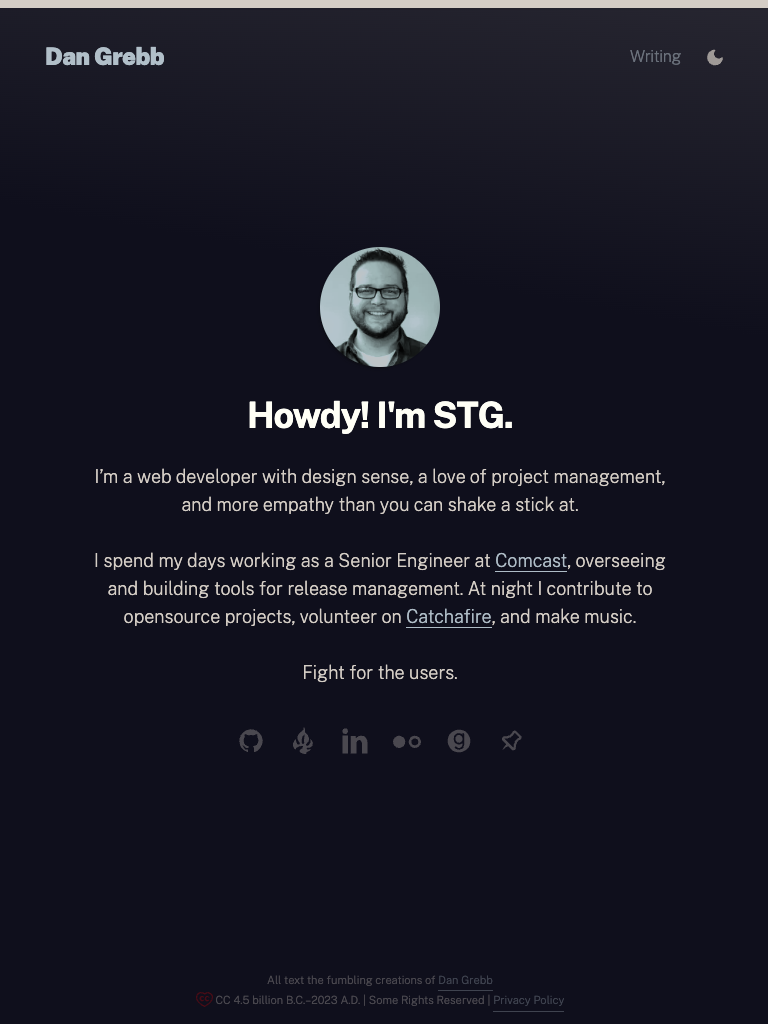 Dan Grebb
Writing
Howdy! I'm STG.
I’m a web developer with design sense, a love of project management,
and more empathy than you can shake a stick at.
I spend my days working as a Senior Engineer at Comcast, overseeing
and building tools for release management. At night I contribute to
opensource projects, volunteer on Catchafire, and make music.
Fight for the users.
All text the fumbling creations of Dan Grebb
CC 4.5 billion B.C.–2023 A.D. | Some Rights Reserved | Privacy Policy